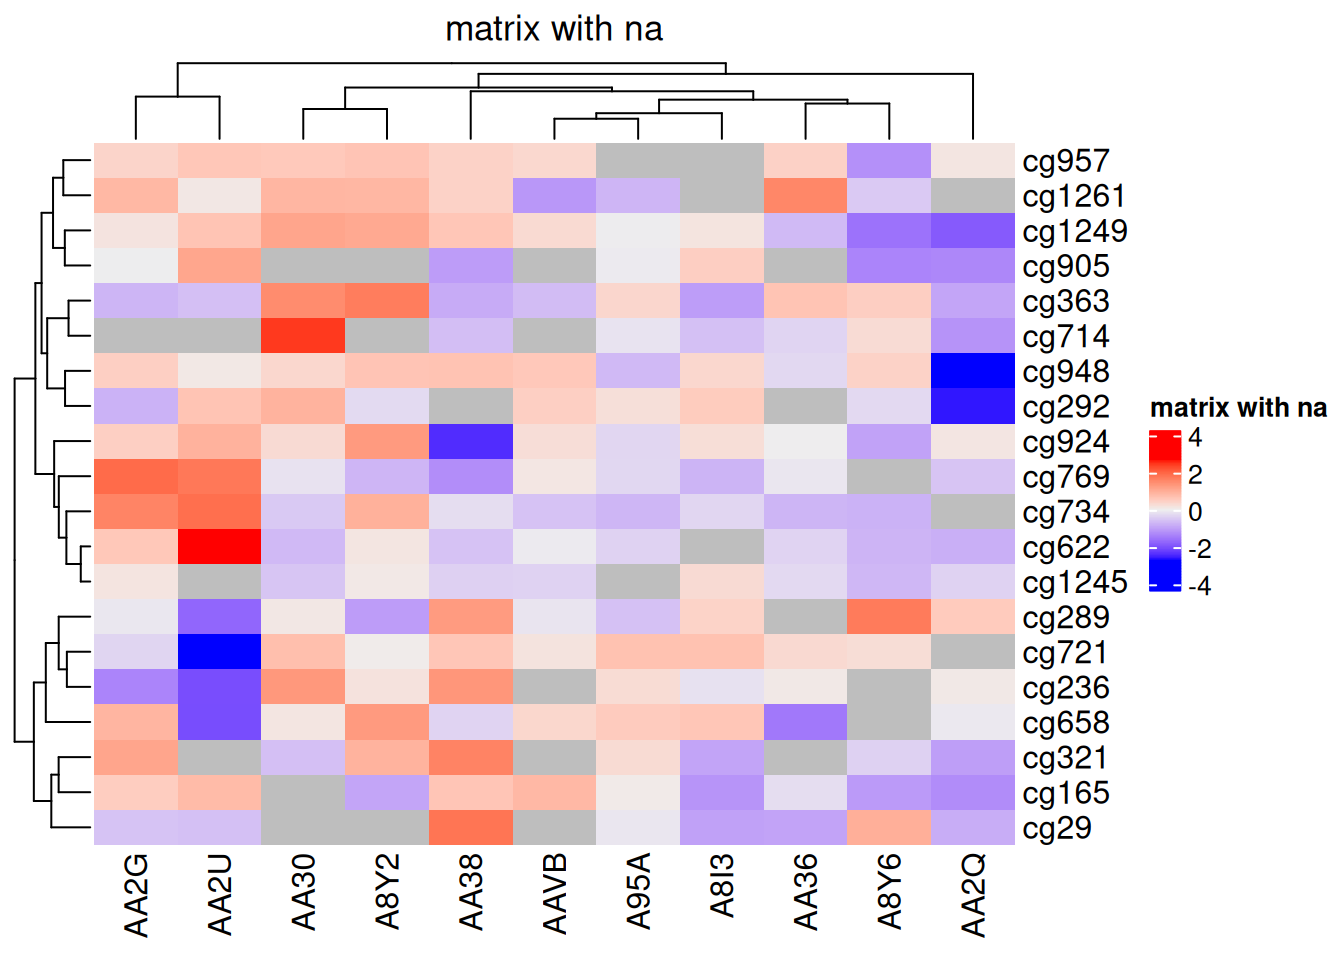 matrix with na
cg957
cg1261
cg1249
cg905
cg363
cg714
cg948
cg292
cg924
cg769
cg734
cg622
cg1245
cg289
cg721
cg236
cg658
cg321
cg165
cg29
matrix with na
4
2
0
-2
-4
AA2G
AA2U
AA30
A8Y2
AA38
AAVB
A95A
A8I3
AA36
A8Y6
AA2Q